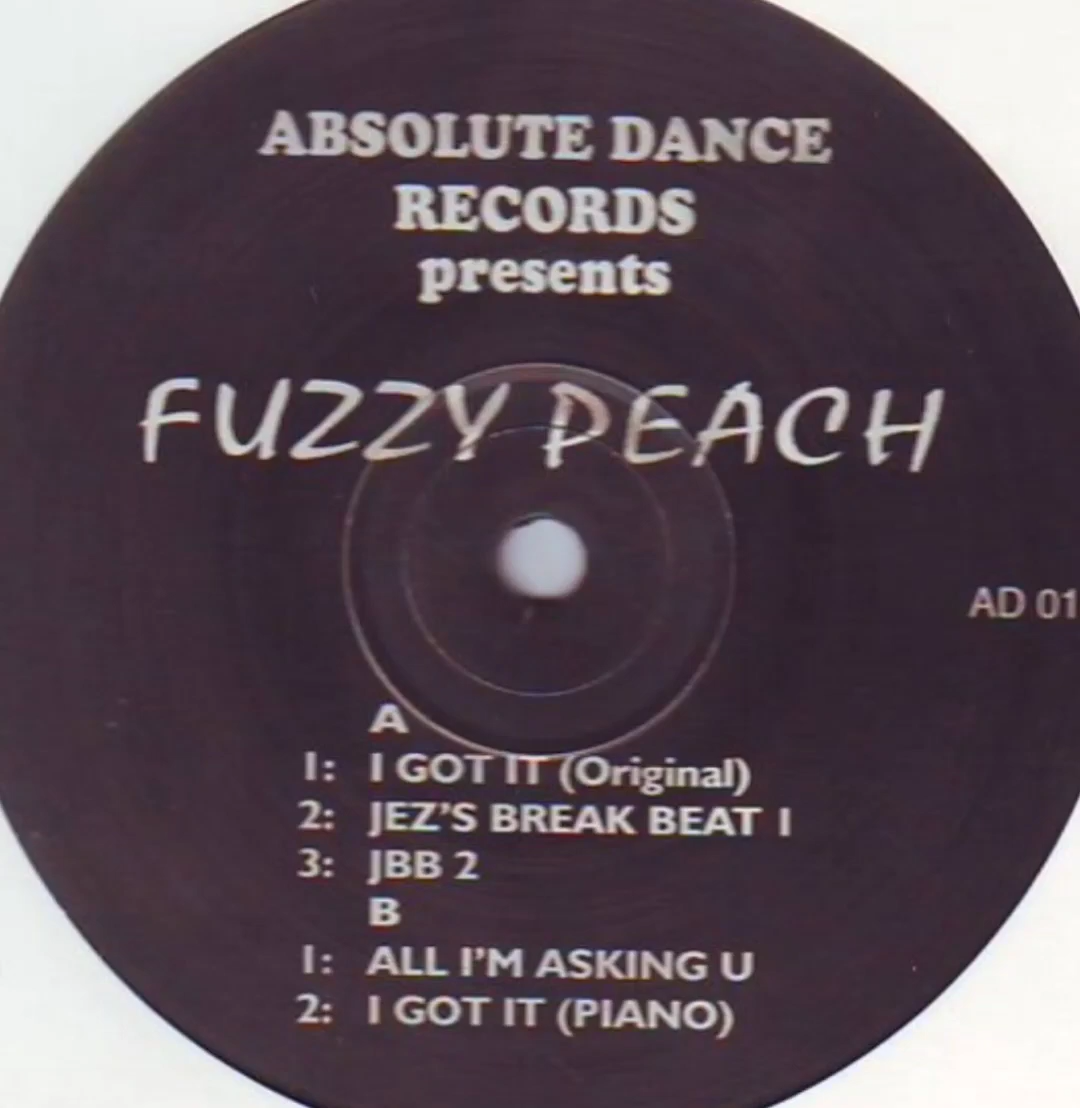 ABSOLUTE DANCE
RECORDS
presents
FUZZY PEACH
AD 01
A
1: I GOT IT (Original)
2: JEZ'S BREAK BEAT 1
3: JBB 2
B
1: ALL I'M ASKING U
2: I GOT IT (PIANO)